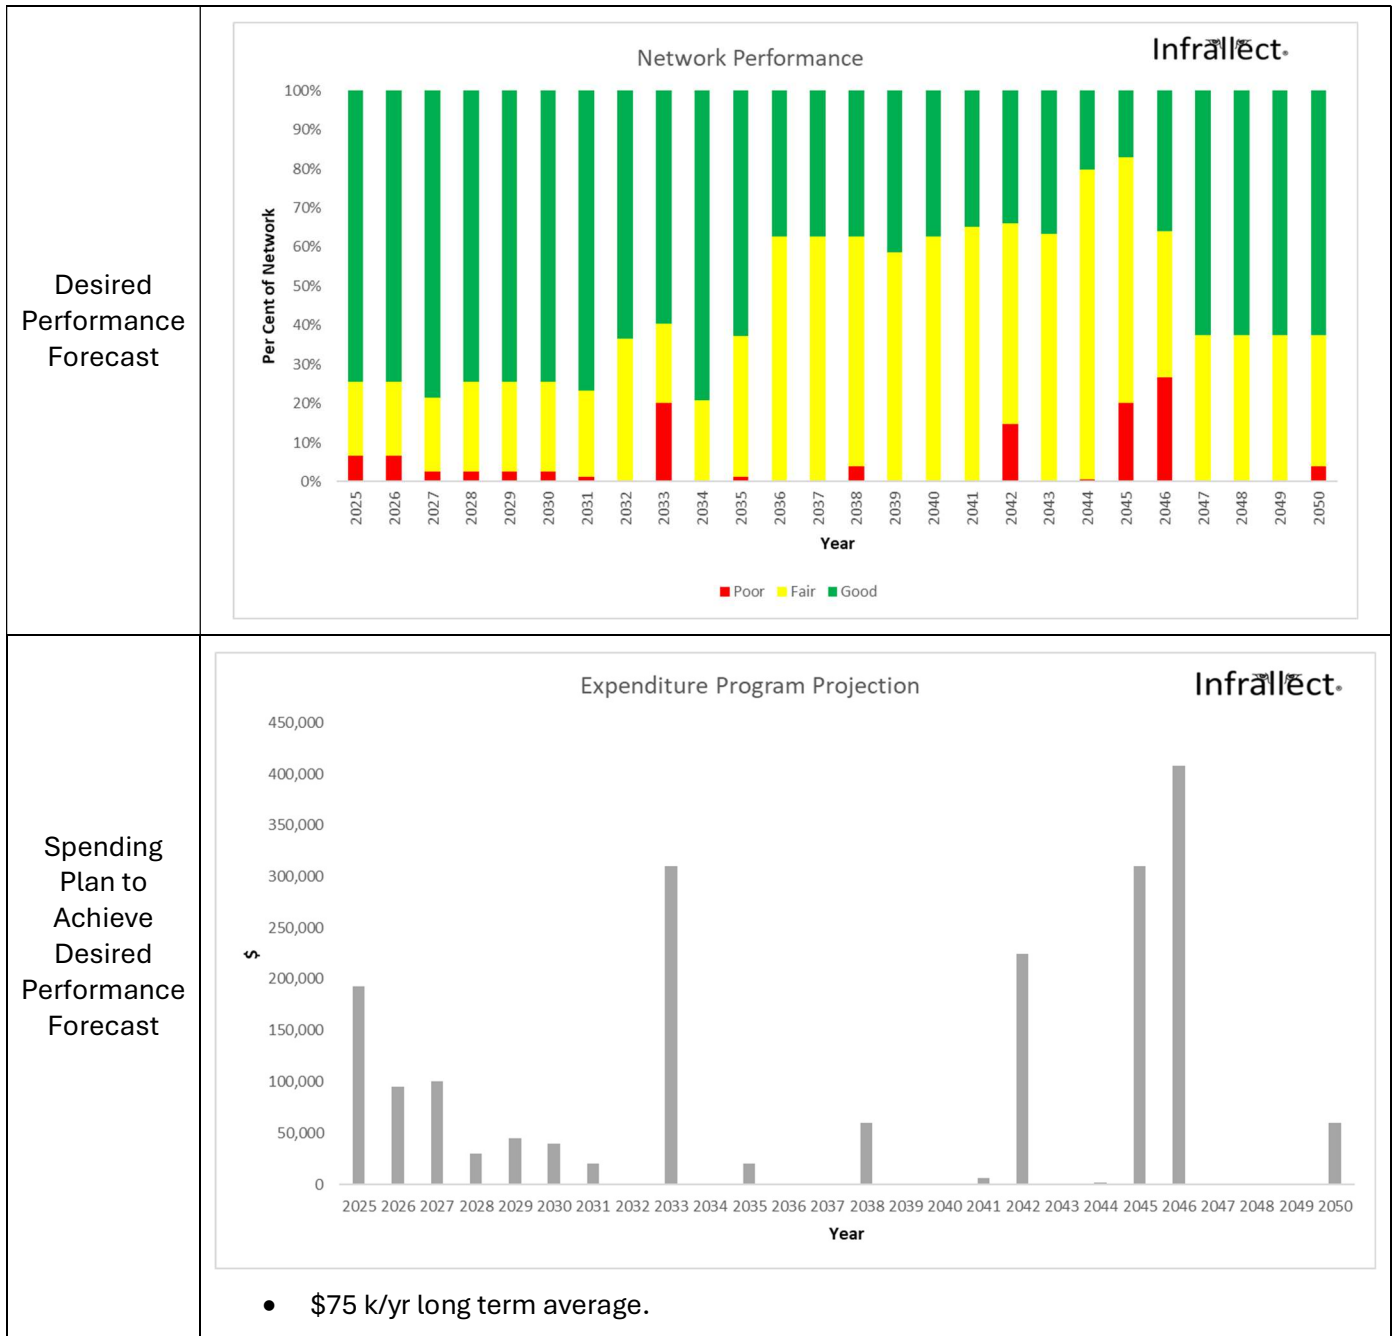 Desired
Performance
Forecast
Network Performance
Infrallect
100%
90%
80%
70%
60%
50%
40%
30%
20%
10%
0%
Per Cent of Network
2025 2026 2027 2028 2029 2030 2031 2032 2033 2034 2035 2036 2037 2038 2039 2040 2041 2042 2043 2044 2045 2046 2047 2048 2049 2050
Year
Poor Fair Good
Spending
Plan to
Achieve
Desired
Performance
Forecast
Expenditure Program Projection
Infrallect
450,000
400,000
350,000
300,000
250,000
200,000
150,000
100,000
50,000
0
$
2025 2026 2027 2028 2029 2030 2031 2032 2033 2034 2035 2036 2037 2038 2039 2040 2041 2042 2043 2044 2045 2046 2047 2048 2049 2050
Year
• $75 k/yr long term average.